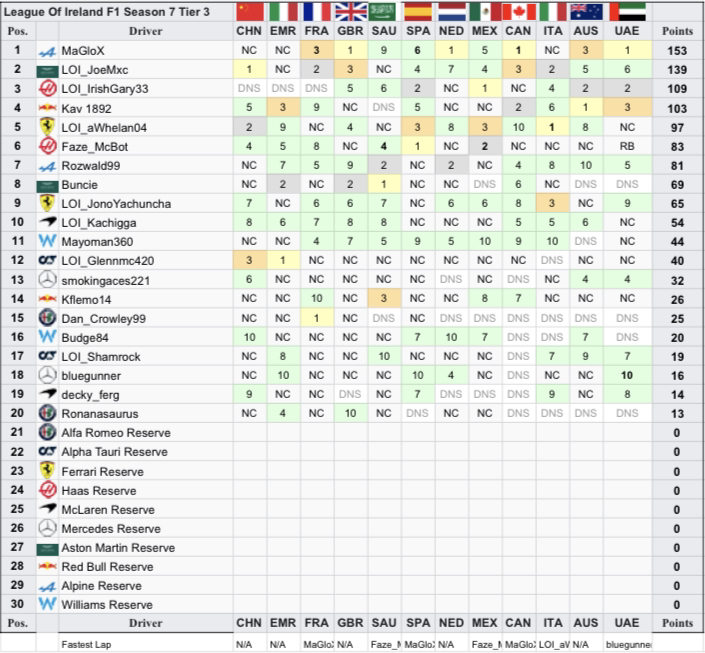 League Of Ireland F1 Season 7 Tier 3
Pos. Driver CHN EMR FRA GBR SAU SPA NED MEX CAN ITA AUS UAE Points
1 MaGloX NC NC 3 1 9 6 1 5 1 NC 3 1 153
2 LOI_JoeMxc 1 NC 2 3 NC 4 7 4 3 2 5 6 139
3 LOI_IrishGary33 DNS DNS DNS 5 6 2 NC 1 NC 4 2 2 109
4 Kav 1892 5 3 9 NC DNS 5 NC NC 2 6 1 3 103
5 LOI_aWhelan04 2 9 NC 4 NC 3 8 3 10 1 8 NC 97
6 Faze_McBot 4 5 8 NC 4 1 NC 2 NC NC NC RB 83
7 Rozwald99 NC 7 5 9 2 NC 2 NC 4 8 10 5 81
8 Buncie NC 2 NC 2 1 NC NC DNS 6 NC DNS DNS 69
9 LOI_JonoYachuncha 7 NC 6 6 7 NC 6 6 8 3 NC 9 65
10 LOI_Kachigga 8 6 7 8 8 NC NC NC 5 5 6 NC 54
11 Mayoman360 NC NC 4 7 5 9 5 10 9 10 DNS NC 44
12 LOI_Glennmc420 3 1 NC NC NC NC NC NC NC DNS NC NC 40
13 smokingaces221 6 NC NC NC NC NC DNS NC DNS NC 4 4 32
14 Kflemo14 NC NC 10 NC 3 NC NC 8 7 NC NC NC 26
15 Dan_Crowley99 NC NC 1 NC DNS NC DNS DNS DNS DNS DNS DNS 25
16 Budge84 10 NC NC NC NC 7 10 7 DNS DNS 7 DNS 20
17 LOI_Shamrock NC 8 NC NC 10 NC NC NC DNS 7 9 7 19
18 bluegunner NC 10 NC NC NC 10 4 NC DNS NC NC 10 16
19 decky_ferg 9 NC NC DNS NC 7 DNS DNS DNS 9 NC 8 14
20 Ronanasaurus NC 4 NC 10 NC DNS NC NC DNS DNS DNS DNS 13
21 Alfa Romeo Reserve 0
22 Alpha Tauri Reserve 0
23 Ferrari Reserve 0
24 Haas Reserve 0
25 McLaren Reserve 0
26 Mercedes Reserve 0
27 Aston Martin Reserve 0
28 Red Bull Reserve 0
29 Alpine Reserve 0
30 Williams Reserve 0
Pos. Driver CHN EMR FRA GBR SAU SPA NED MEX CAN ITA AUS UAE Points
Fastest Lap N/A N/A MaGlo N/A Faze_ MaGlo N/A Faze_ MaGlo LOI_a N/A bluegunne